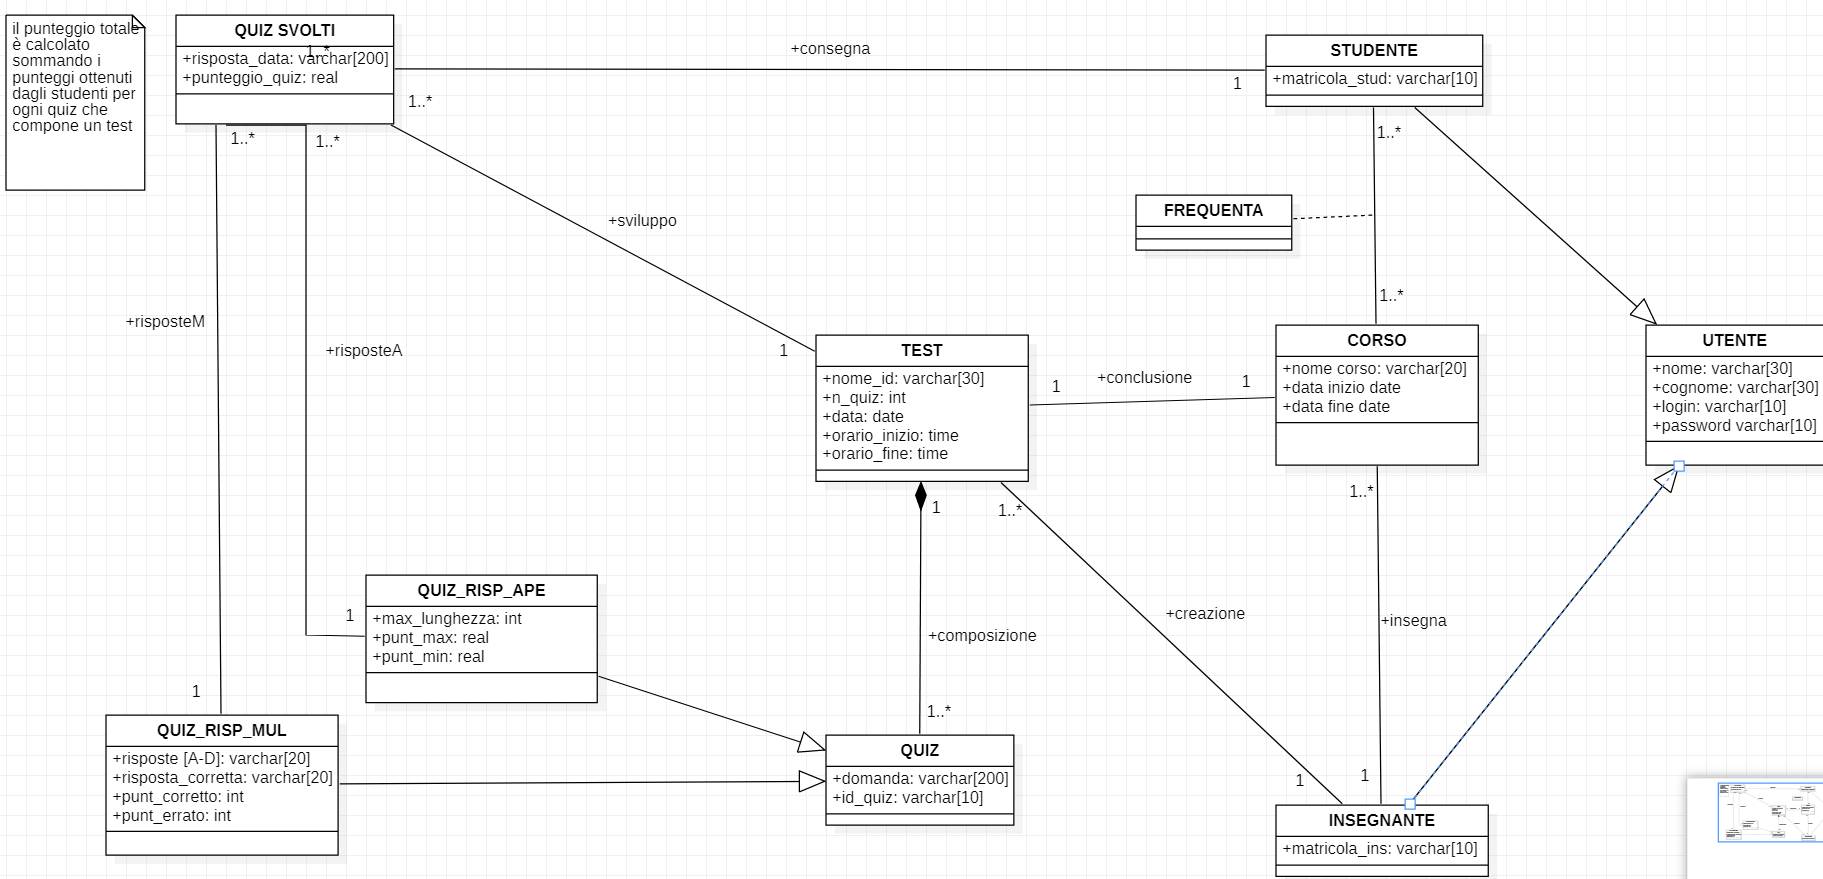 il punteggio totale
è calcolato
sommando i
punteggi ottenuti
dagli studenti per
ogni quiz che
compone un test
QUIZ SVOLTI
1..*
+risposta_data: varchar[200]
+punteggio_quiz: real
1..*
+consegna
1
STUDENTE
+matricola_stud: varchar[10]
1..*
1..*
1..*
FREQUENTA
1..*
+sviluppo
1
+risposteM
+risposteA
TEST
+nome_id: varchar[30]
+n_quiz: int
+data: date
+orario_inizio: time
+orario_fine: time
1
+conclusione
1
CORSO
+nome corso: varchar[20]
+data inizio date
+data fine date
UTENTE
+nome: varchar[30]
+cognome: varchar[30]
+login: varchar[10]
+password varchar[10]
1
1..*
1..*
QUIZ_RISP_APE
+max_lunghezza: int
+punt_max: real
+punt_min: real
1
+composizione
+creazione
+insegna
1
1..*
QUIZ_RISP_MUL
+risposte [A-D]: varchar[20]
+risposta_corretta: varchar[20]
+punt_corretto: int
+punt_errato: int
QUIZ
+domanda: varchar[200]
+id_quiz: varchar[10]
1
1
INSEGNANTE
+matricola_ins: varchar[10]